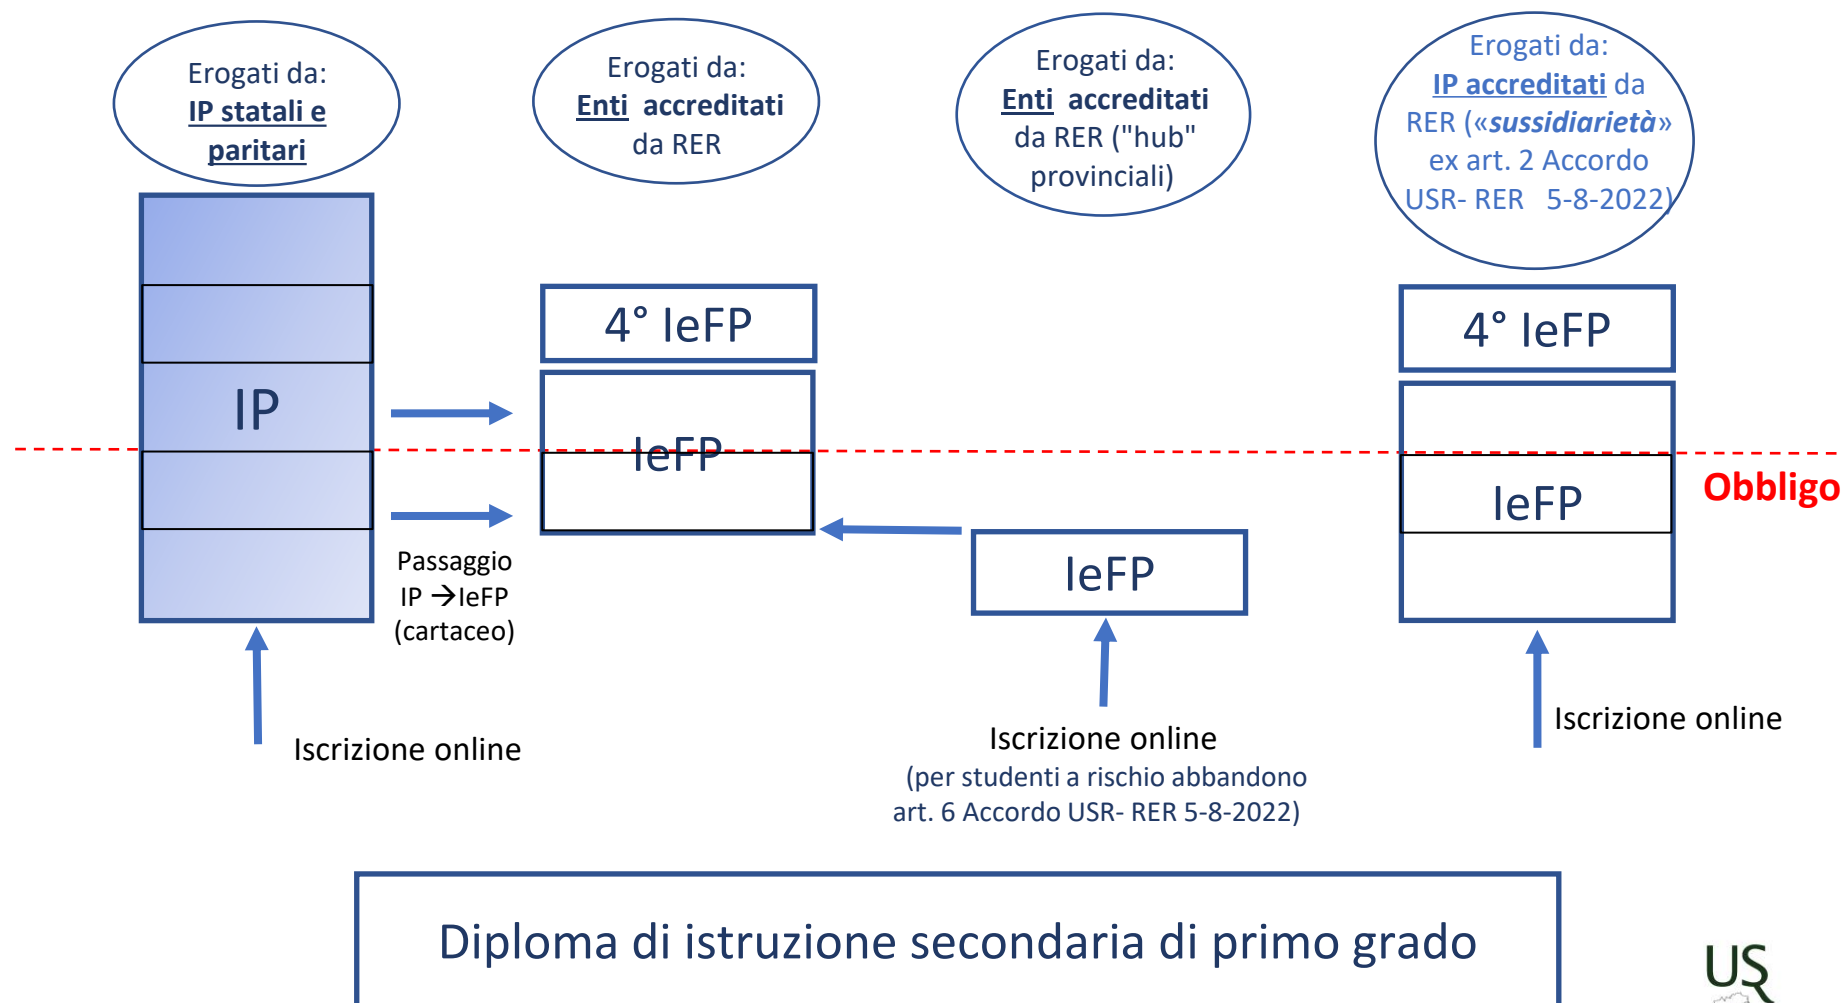 Erogati da:
IP statali e
paritari
Erogati da:
Enti accreditati
da RER
Erogati da:
Enti accreditati
da RER ("hub"
provinciali)
Erogati da:
IP accreditati da
RER («sussidiarietà»
ex art. 2 Accordo
USR- RER 5-8-2022)
4° IeFP
4° IeFP
IP
IeFP
IeFP
Obbligo
IeFP
Passaggio
IP →IeFP
(cartaceo)
Iscrizione online
Iscrizione online
(per studenti a rischio abbandono
art. 6 Accordo USR- RER 5-8-2022)
Iscrizione online
Diploma di istruzione secondaria di primo grado
US